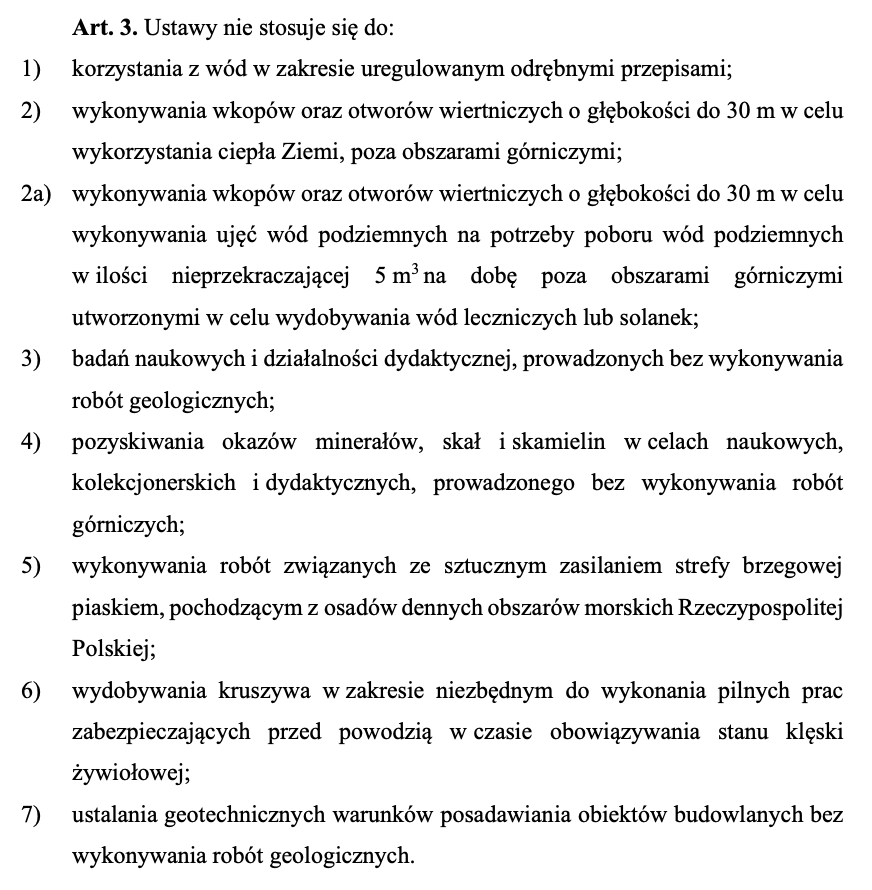 Art. 3. Ustawy nie stosuje się do:
1) korzystania z wód w zakresie uregulowanym odrębnymi przepisami;
2) wykonywania wkopów oraz otworów wiertniczych o głębokości do 30 m w celu
wykorzystania ciepła Ziemi, poza obszarami górniczymi;
2a) wykonywania wkopów oraz otworów wiertniczych o głębokości do 30 m w celu
wykonywania ujęć wód podziemnych na potrzeby poboru wód podziemnych
w ilości nieprzekraczającej 5 m³ na dobę poza obszarami górniczymi
utworzonymi w celu wydobywania wód leczniczych lub solanek;
3) badań naukowych i działalności dydaktycznej, prowadzonych bez wykonywania
robót geologicznych;
4) pozyskiwania okazów minerałów, skał i skamielin w celach naukowych,
kolekcjonerskich i dydaktycznych, prowadzonego bez wykonywania robót
górniczych;
5) wykonywania robót związanych ze sztucznym zasilaniem strefy brzegowej
piaskiem, pochodzącym z osadów dennych obszarów morskich Rzeczypospolitej
Polskiej;
6) wydobywania kruszywa w zakresie niezbędnym do wykonania pilnych prac
zabezpieczających przed powodzią w czasie obowiązywania stanu klęski
żywiołowej;
7) ustalania geotechnicznych warunków posadawiania obiektów budowlanych bez
wykonywania robót geologicznych.